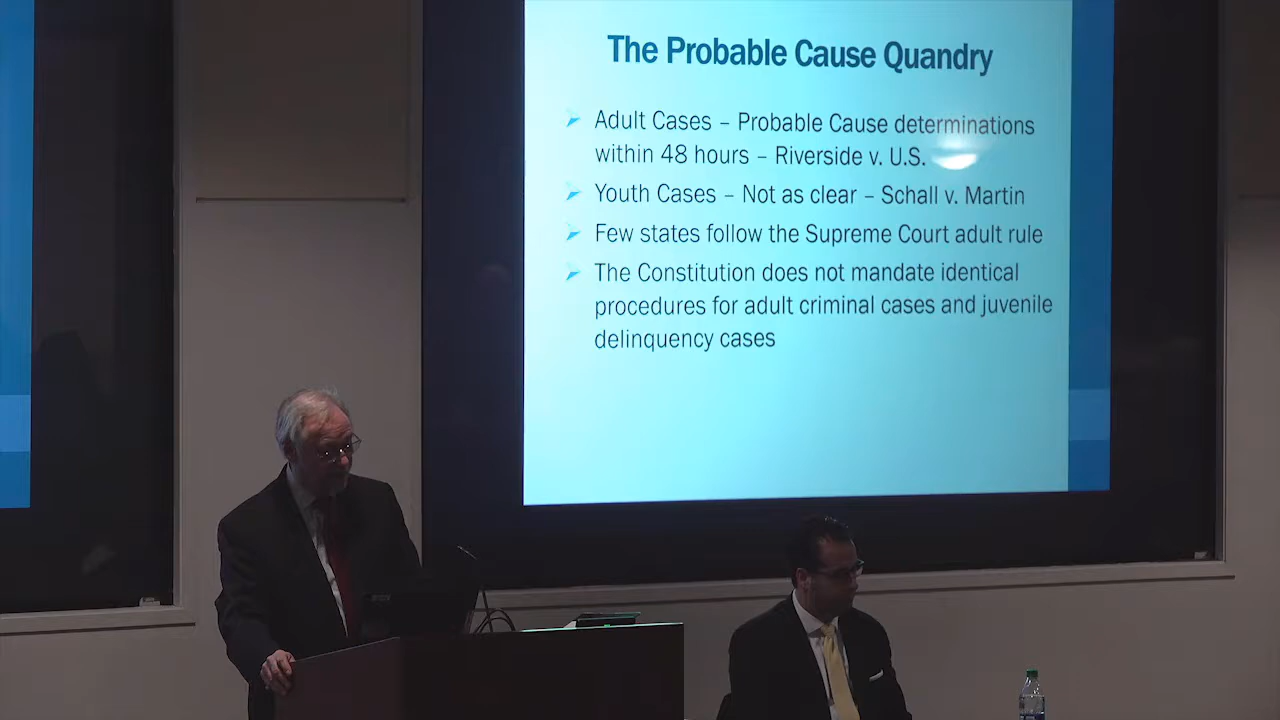 The Probable Cause Quandry
Adult Cases – Probable Cause determinations
within 48 hours – Riverside v. U.S.
Youth Cases – Not as clear – Schall v. Martin
Few states follow the Supreme Court adult rule
The Constitution does not mandate identical
procedures for adult criminal cases and juvenile
delinquency cases